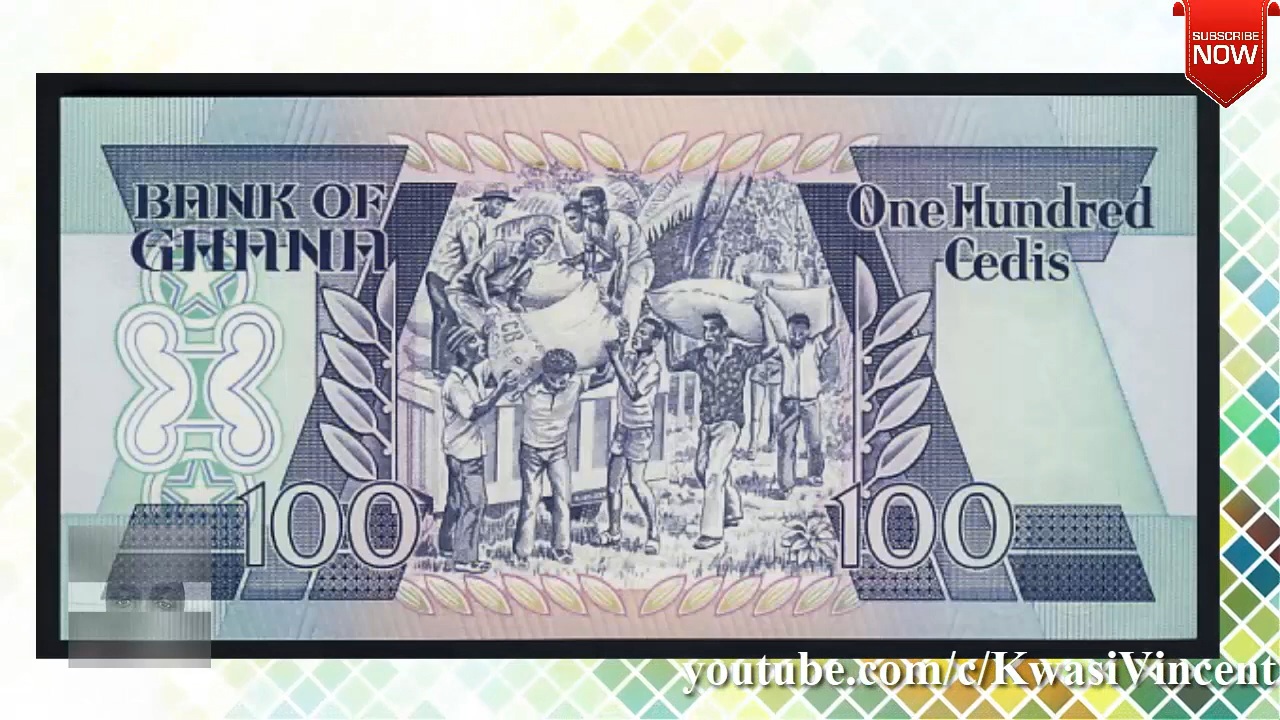 SUBSCRIBE
NOW
BANK OF
GHANA
One Hundred
Cedis
100
100
youtube.com/c/KwasiVincent